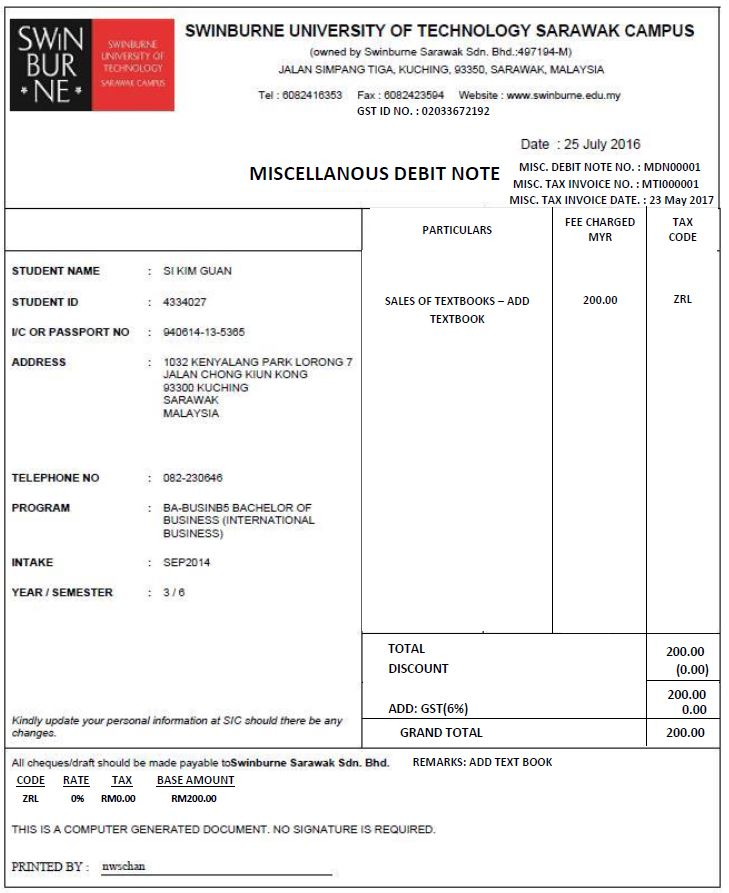 SWIN
BUR
*NE*
SWINBURNE
UNIVERSITY OF
TECHNOLOGY
SARAWAK CAMPUS
SWINBURNE UNIVERSITY OF TECHNOLOGY SARAWAK CAMPUS
(owned by Swinburne Sarawak Sdn. Bhd.:497194-M)
JALAN SIMPANG TIGA, KUCHING, 93350, SARAWAK, MALAYSIA
Tel : 6082416353 Fax : 6082423594 Website : www.swinburne.edu.my
GST ID NO. : 02033672192
Date : 25 July 2016
MISCELLANOUS DEBIT NOTE
MISC. DEBIT NOTE NO. : MDN00001
MISC. TAX INVOICE NO. : MTI000001
MISC. TAX INVOICE DATE. : 23 May 2017
PARTICULARS
FEE CHARGED
MYR
TAX
CODE
STUDENT NAME : SI KIM GUAN
STUDENT ID : 4334027
I/C OR PASSPORT NO : 940614-13-5365
ADDRESS : 1032 KENYALANG PARK LORONG 7
JALAN CHONG KIUN KONG
93300 KUCHING
SARAWAK
MALAYSIA
TELEPHONE NO : 082-230646
PROGRAM : BA-BUSINB5 BACHELOR OF
BUSINESS (INTERNATIONAL
BUSINESS)
INTAKE : SEP2014
YEAR / SEMESTER : 3 / 6
Kindly update your personal information at SIC should there be any
changes.
SALES OF TEXTBOOKS – ADD
TEXTBOOK
200.00
ZRL
TOTAL 200.00
DISCOUNT (0.00)
200.00
ADD: GST(6%) 0.00
GRAND TOTAL 200.00
All cheques/draft should be made payable toSwinburne Sarawak Sdn. Bhd. REMARKS: ADD TEXT BOOK
CODE RATE TAX BASE AMOUNT
ZRL 0% RM0.00 RM200.00
THIS IS A COMPUTER GENERATED DOCUMENT. NO SIGNATURE IS REQUIRED.
PRINTED BY : nwschan